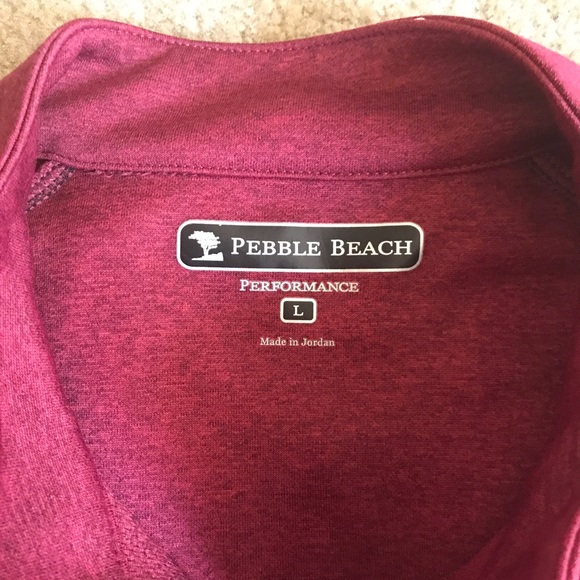 PEBBLE BEACH
PERFORMANCE
L
Made in Jordan